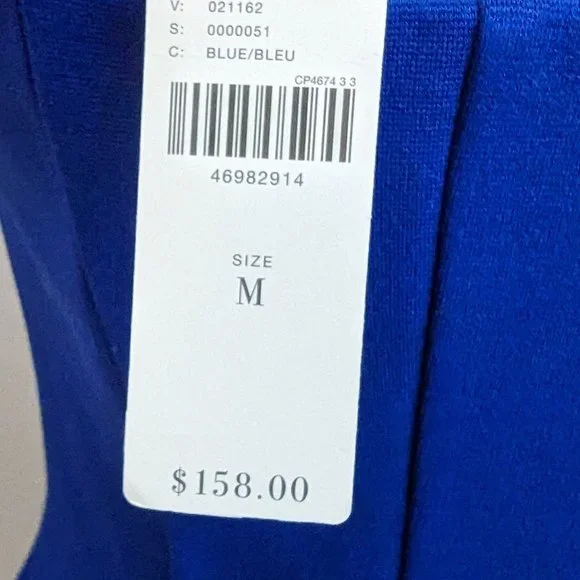 V: 021162
S: 0000051
C: BLUE/BLEU
CP4674 3 3
46982914
SIZE
M
$158.00